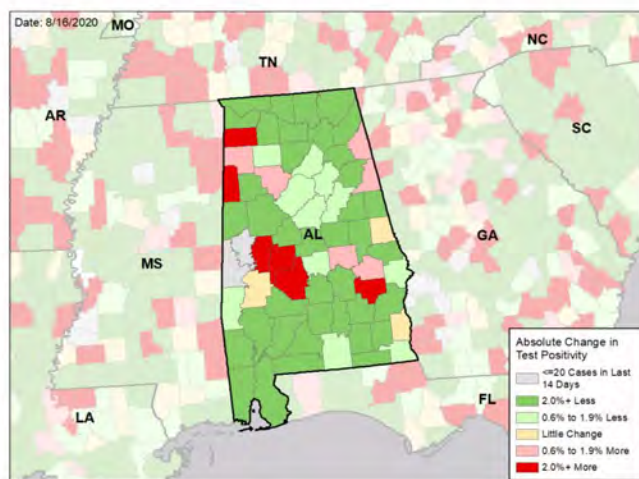 Date: 8/16/2020
MO
TN
NC
AR
SC
AL
MS
GA
LA
FL
Absolute Change in
Test Positivity
<=20 Cases in Last
14 Days
2.0%+ Less
0.6% to 1.9% Less
Little Change
0.6% to 1.9% More
2.0%+ More